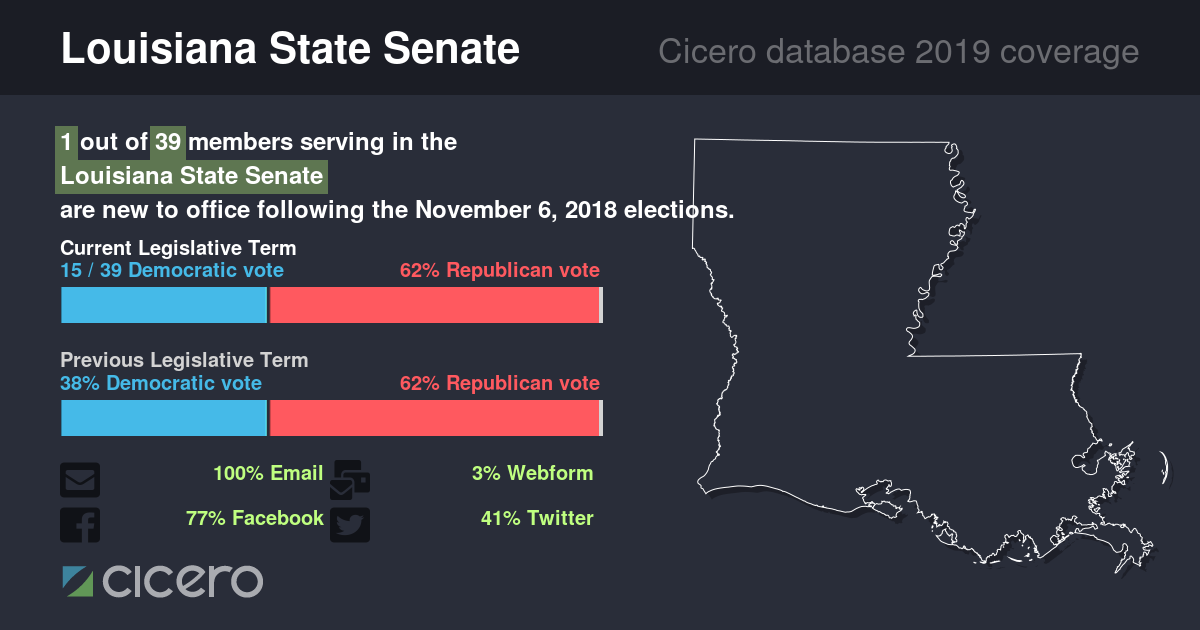 Louisiana State Senate
Cicero database 2019 coverage
1 out of 39 members serving in the
Louisiana State Senate
are new to office following the November 6, 2018 elections.
Current Legislative Term
15 / 39 Democratic vote 62% Republican vote
Previous Legislative Term
38% Democratic vote 62% Republican vote
100% Email 3% Webform
77% Facebook 41% Twitter
cicero